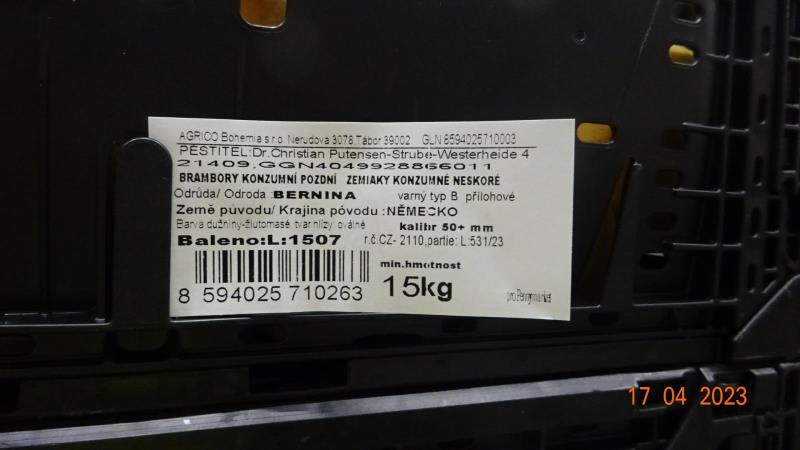 AGRICO Bohemia s.r.o. Nerudova 3078,Tábor 39002 GLN:8594025710003
PĚSTITEL:Dr.Christian Putensen-Strube-Westerheide 4
21409,GGN4049928866011
BRAMBORY KONZUMNÍ POZDNÍ ZEMIAKY KONZUMNÉ NESKORÉ
Odrůda/ Odroda :BERNINA varný typ B přílohové
Země původu/ Krajina póvodu :NĚMECKO
Barva dužniny-žlutomasé, tvar hlízy: oválné kalibr 50+ mm
Baleno:L:1507 r.č.CZ- 2110,partie: L:531/23
min.hmotnost
8 594025 710263 15kg pro Pennymarket
17 04 2023